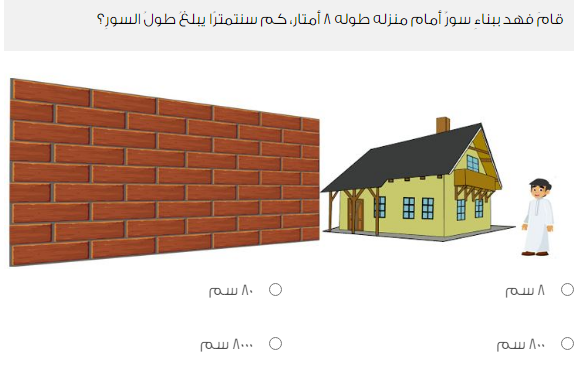 قامَ فهد ببناءِ سورٌ أمام منزله طوله ٨ أمتار، كم سنتمترًا يبلغُ طولُ السورِ؟
٨ سم
٨٠ سم
٨٠٠ سم
٨٠٠٠ سم